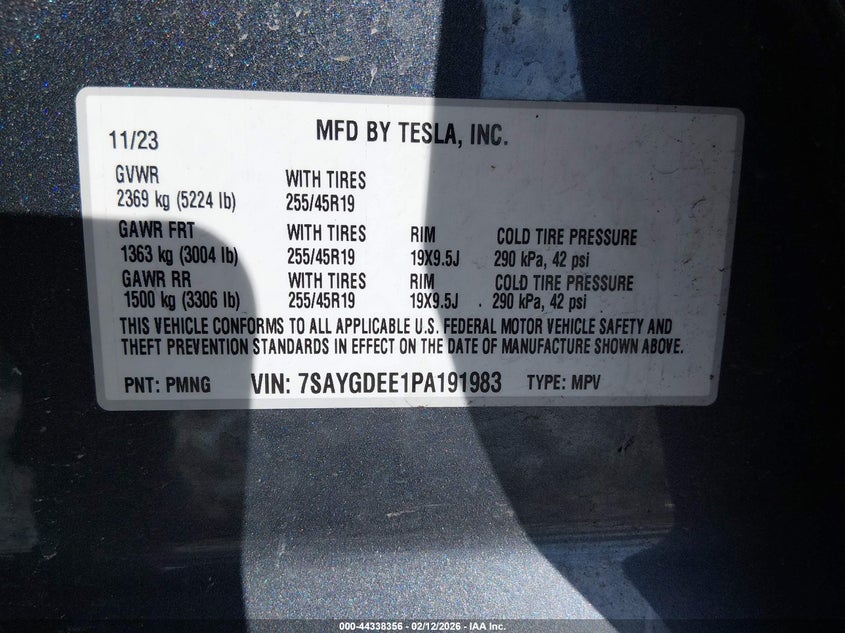 11/23 MFD BY TESLA, INC.
GVWR WITH TIRES
2369 kg (5224 lb) 255/45R19
GAWR FRT WITH TIRES RIM COLD TIRE PRESSURE
1363 kg (3004 lb) 255/45R19 19X9.5J 290 kPa, 42 psi
GAWR RR WITH TIRES RIM COLD TIRE PRESSURE
1500 kg (3306 lb) 255/45R19 19X9.5J 290 kPa, 42 psi
THIS VEHICLE CONFORMS TO ALL APPLICABLE U.S. FEDERAL MOTOR VEHICLE SAFETY AND
THEFT PREVENTION STANDARDS IN EFFECT ON THE DATE OF MANUFACTURE SHOWN ABOVE.
PNT: PMNG VIN: 7SAYGDEE1PA191983 TYPE: MPV
000-44338356 - 02/12/2026 - IAA Inc.